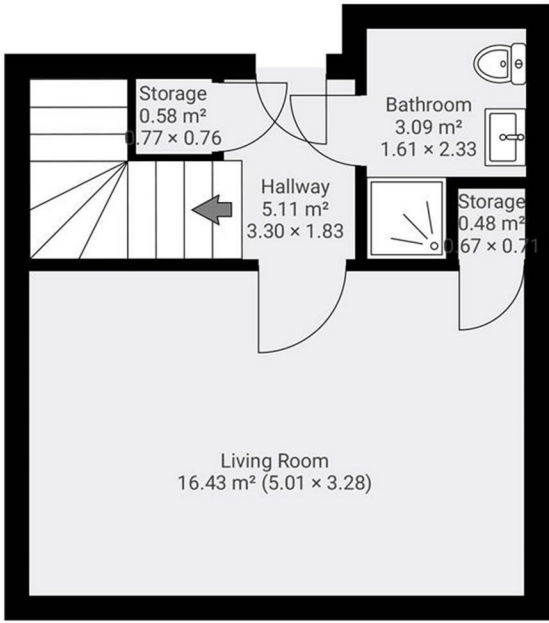 Storage
0.58 m²
0.77 × 0.76
Bathroom
3.09 m²
1.61 × 2.33
Hallway
5.11 m²
3.30 × 1.83
Storage
0.48 m²
0.67 × 0.71
Living Room
16.43 m² (5.01 × 3.28)